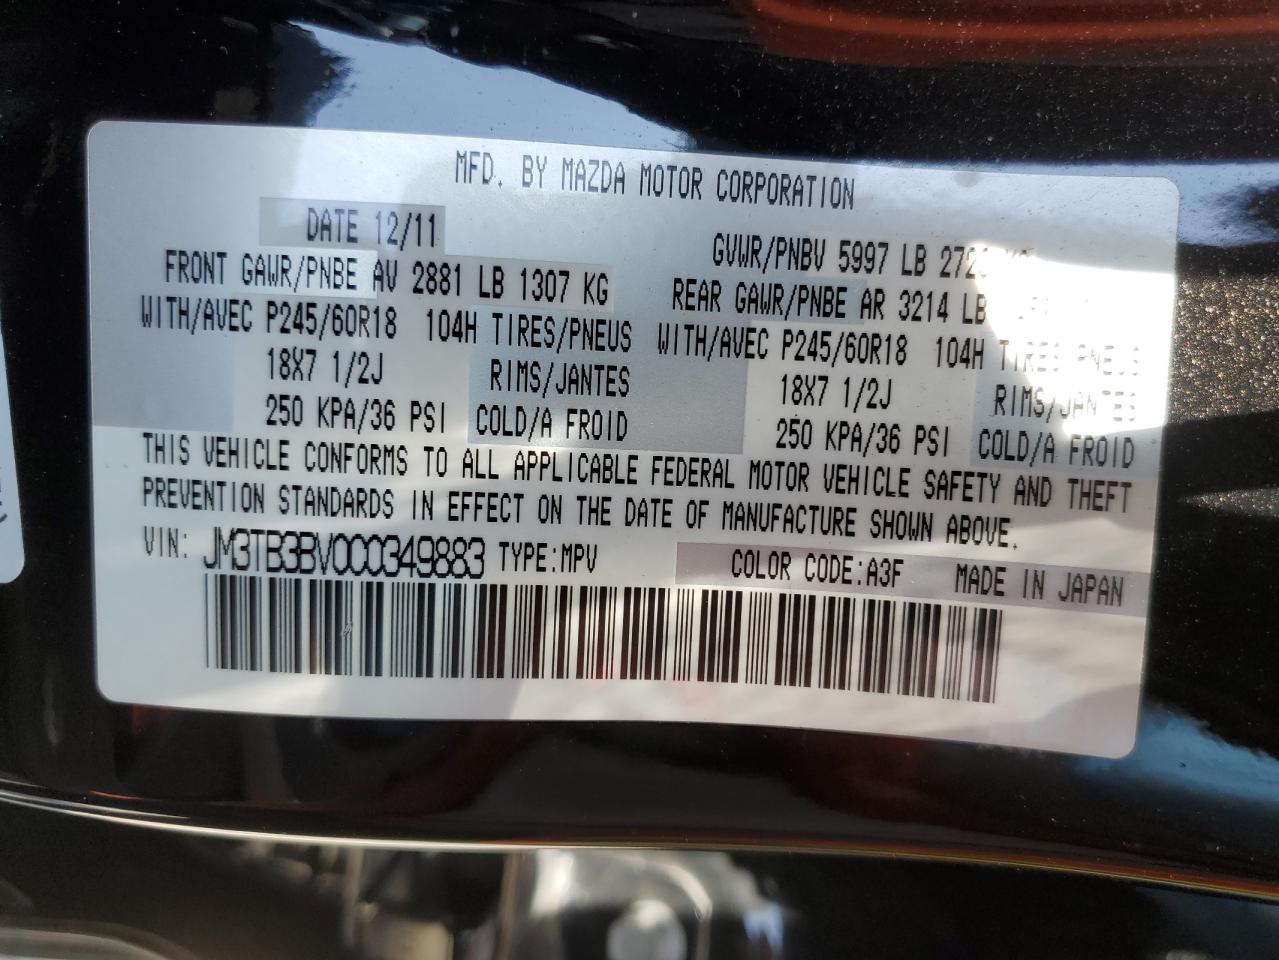 MFD. BY MAZDA MOTOR CORPORATION
DATE 12/11 GVWR/PNBV 5997 LB
FRONT GAWR/PNBE AV 2881 LB 1307 KG REAR GAWR/PNBE AR 3214 LB
WITH/AVEC P245/60R18 104H TIRES/PNEUS WITH/AVEC P245/60R18 104H TIRES/PNEUS
18X7 1/2J RIMS/JANTES 18X7 1/2J RIMS/JANTES
250 KPA/36 PSI COLD/A FROID 250 KPA/36 PSI COLD/A FROID
THIS VEHICLE CONFORMS TO ALL APPLICABLE FEDERAL MOTOR VEHICLE SAFETY AND THEFT
PREVENTION STANDARDS IN EFFECT ON THE DATE OF MANUFACTURE SHOWN ABOVE.
VIN: JM3TB3BV0C0349883 TYPE:MPV COLOR CODE:A3F MADE IN JAPAN